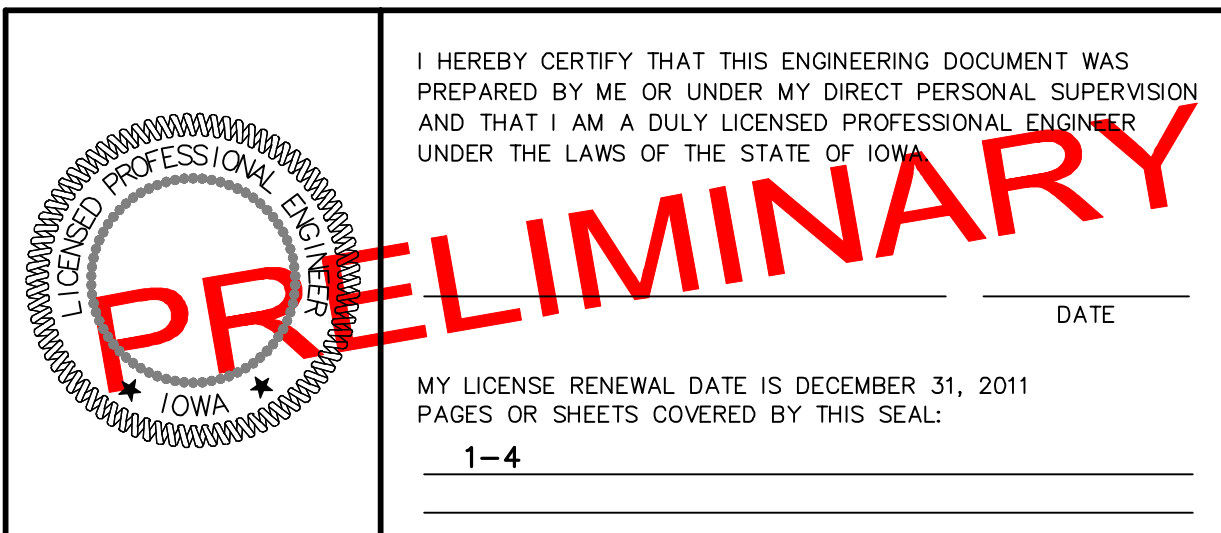 LICENSED PROFESSIONAL ENGINEER
IOWA
I HEREBY CERTIFY THAT THIS ENGINEERING DOCUMENT WAS
PREPARED BY ME OR UNDER MY DIRECT PERSONAL SUPERVISION
AND THAT I AM A DULY LICENSED PROFESSIONAL ENGINEER
UNDER THE LAWS OF THE STATE OF IOWA.
PRELIMINARY
DATE
MY LICENSE RENEWAL DATE IS DECEMBER 31, 2011
PAGES OR SHEETS COVERED BY THIS SEAL:
1-4